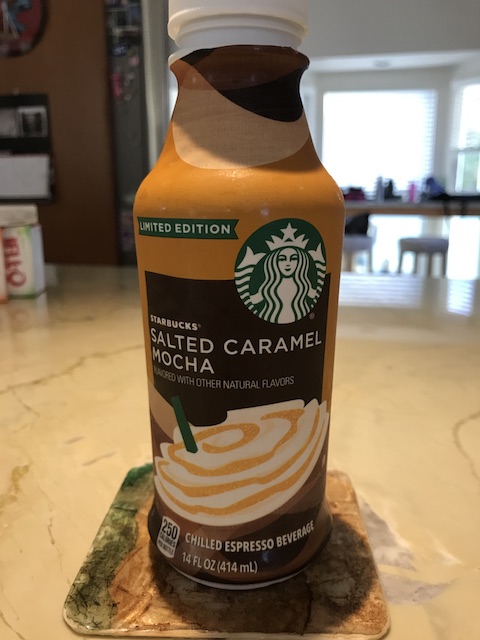 LIMITED EDITION
STARBUCKS®
SALTED CARAMEL
MOCHA
FLAVORED WITH OTHER NATURAL FLAVORS
250
CHILLED ESPRESSO BEVERAGE
14 FL OZ (414 mL)